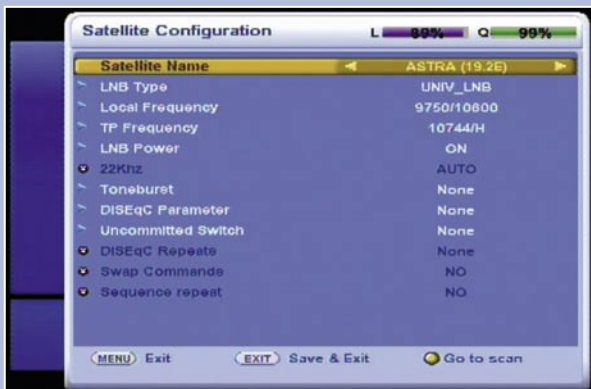 Satellite Configuration L 89% Q 99%
Satellite Name ASTRA (19.2E)
LNB Type UNIV_LNB
Local Frequency 9750/10600
TP Frequency 10744/H
LNB Power ON
22Khz AUTO
Toneburst None
DISEqC Parameter None
Uncommitted Switch None
DISEqC Repeats None
Swap Commands NO
Sequence repeat NO
MENU Exit EXIT Save & Exit Go to scan